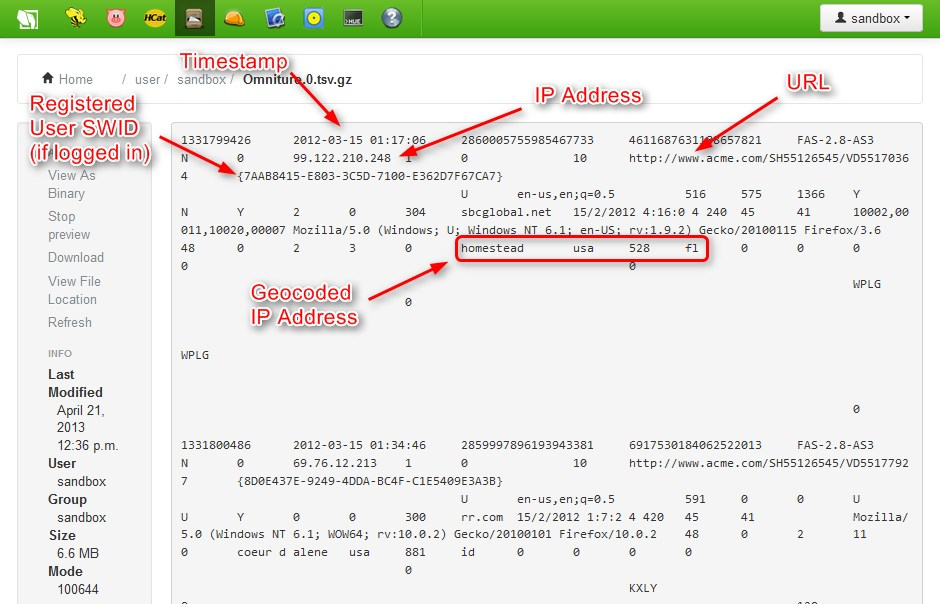 HCat
HUE
sandbox
Timestamp
Home / user / sandbox / Omniture.0.tsv.gz
IP Address
URL
Registered
User SWID
(if logged in)
View As
Binary
Stop
preview
Download
View File
Location
Refresh
INFO
Last
Modified
April 21,
2013
12:36 p.m.
User
sandbox
Group
sandbox
Size
6.6 MB
Mode
100644
1331799426 2012-03-15 01:17:06 2860005755985467733 4611687631188657821 FAS-2.8-AS3
N 0 99.122.210.248 1 0 10 http://www.acme.com/SH55126545/VD5517036
4 {7AAB8415-E803-3C5D-7100-E362D7F67CA7}
U en-us,en;q=0.5 516 575 1366 Y
N Y 2 0 304 sbcglobal.net 15/2/2012 4:16:0 4 240 45 41 10002,00
011,10020,00007 Mozilla/5.0 (Windows; U; Windows NT 6.1; en-US; rv:1.9.2) Gecko/20100115 Firefox/3.6
48 0 2 3 0 homestead usa 528 fl 0 0 0
0 0
WPLG
Geocoded
IP Address
0
WPLG
0
1331800486 2012-03-15 01:34:46 2859997896193943381 6917530184062522013 FAS-2.8-AS3
N 0 69.76.12.213 1 0 10 http://www.acme.com/SH55126545/VD5517792
7 {8D0E437E-9249-4DDA-BC4F-C1E5409E3A3B}
U en-us,en;q=0.5 591 0 0 U
U Y 0 0 300 rr.com 15/2/2012 1:7:2 4 420 45 41 Mozilla/
5.0 (Windows NT 6.1; WOW64; rv:10.0.2) Gecko/20100101 Firefox/10.0.2 48 0 2 11
0 coeur d alene usa 881 id 0 0 0 0
0
KXLY